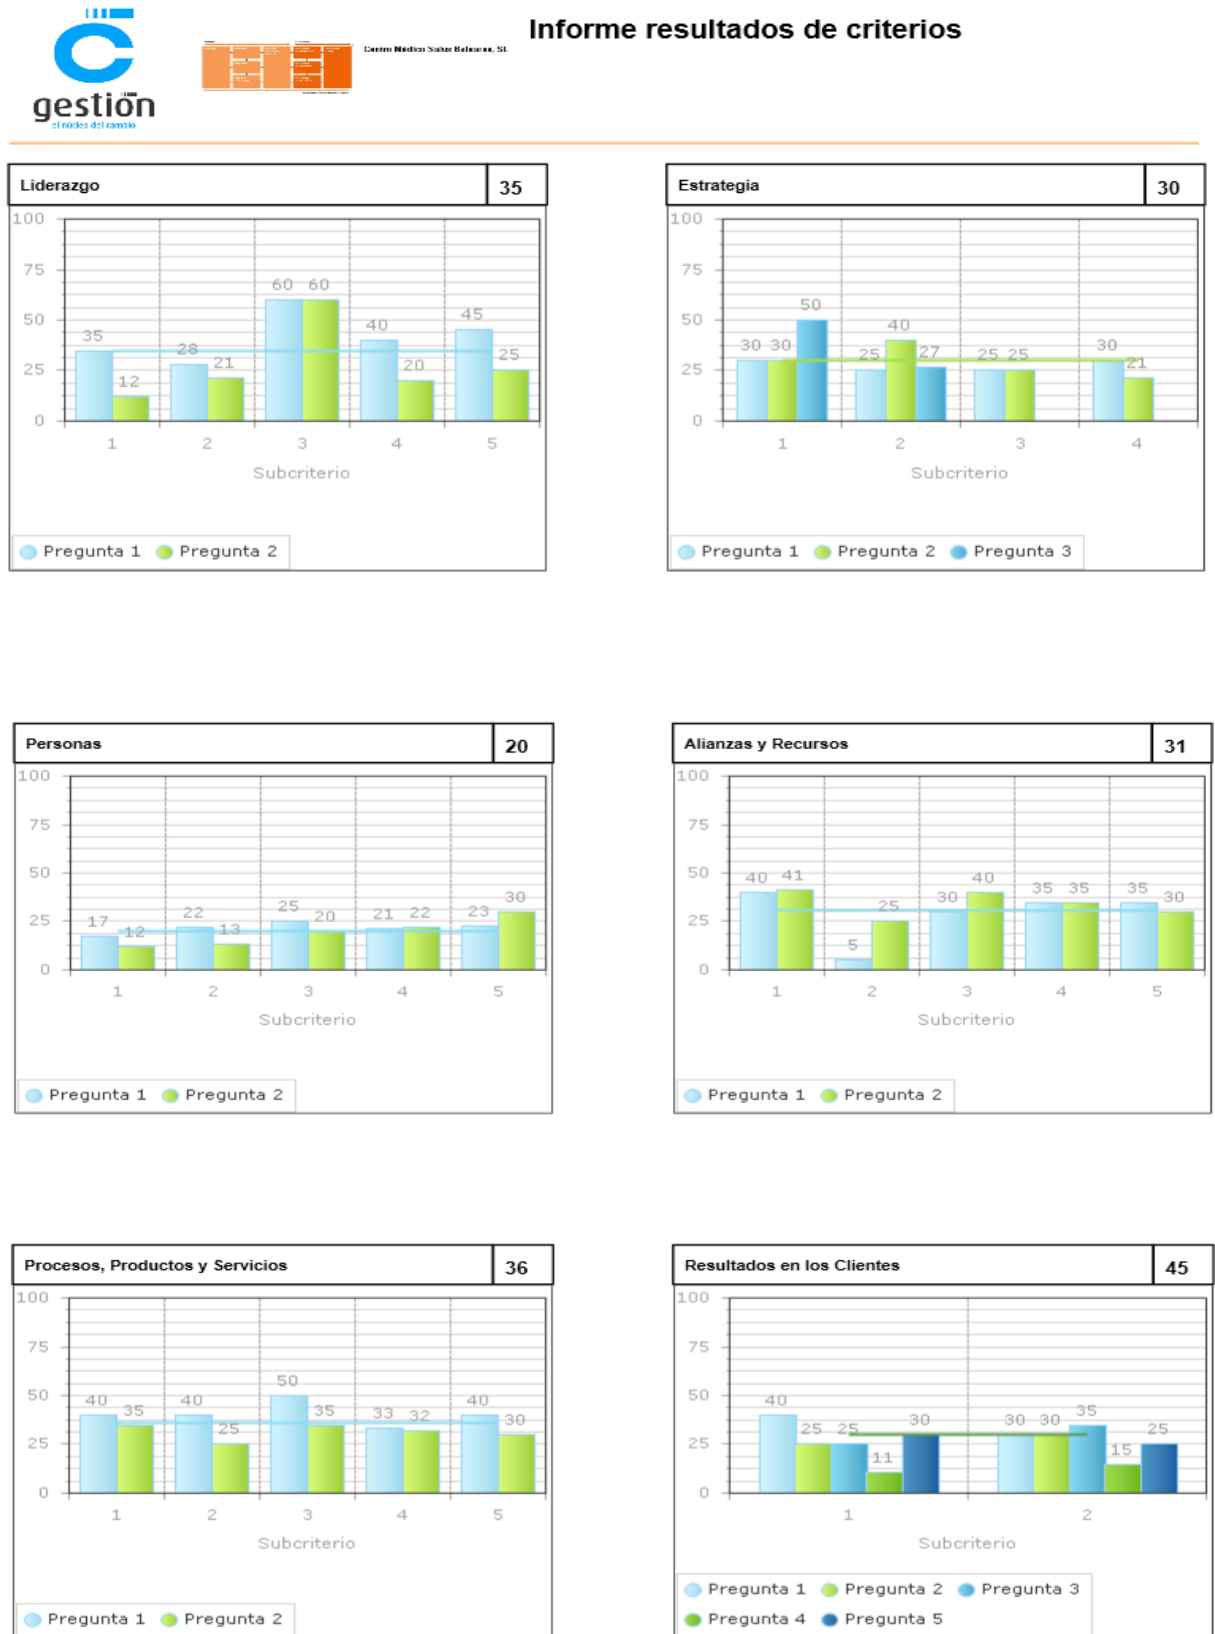 Informe resultados de criterios
gestión
el núcleo del cambio
Centro Médico Salus Baleares, SL
Liderazgo 35
100
75
50
25
0
35 12 28 21 60 60 40 20 45 25
1 2 3 4 5
Subcriterio
Pregunta 1 Pregunta 2
Estrategia 30
100
75
50
25
0
30 30 50 25 40 27 25 25 30 21
1 2 3 4
Subcriterio
Pregunta 1 Pregunta 2 Pregunta 3
Personas 20
100
75
50
25
0
17 12 22 13 25 20 21 22 23 30
1 2 3 4 5
Subcriterio
Pregunta 1 Pregunta 2
Alianzas y Recursos 31
100
75
50
25
0
40 41 5 25 30 40 35 35 35 30
1 2 3 4 5
Subcriterio
Pregunta 1 Pregunta 2
Procesos, Productos y Servicios 36
100
75
50
25
0
40 35 40 25 50 35 33 32 40 30
1 2 3 4 5
Subcriterio
Pregunta 1 Pregunta 2
Resultados en los Clientes 45
100
75
50
25
0
40 25 25 11 30 30 30 35 15 25
1 2
Subcriterio
Pregunta 1 Pregunta 2 Pregunta 3
Pregunta 4 Pregunta 5